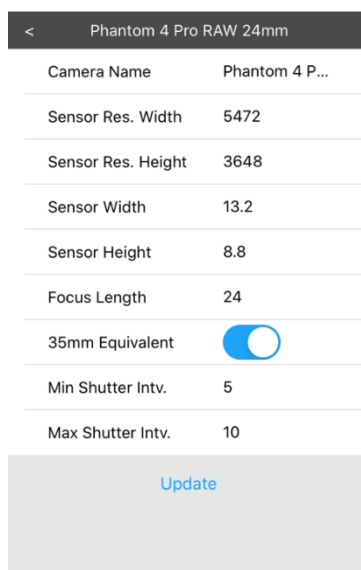 < Phantom 4 Pro RAW 24mm
Camera Name Phantom 4 P...
Sensor Res. Width 5472
Sensor Res. Height 3648
Sensor Width 13.2
Sensor Height 8.8
Focus Length 24
35mm Equivalent
Min Shutter Intv. 5
Max Shutter Intv. 10
Update